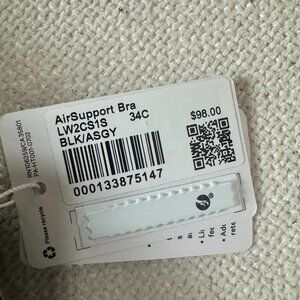 AirSupport Bra
LW2CS1S 34C $98.00
BLK/ASGY
000133875147
Please recycle